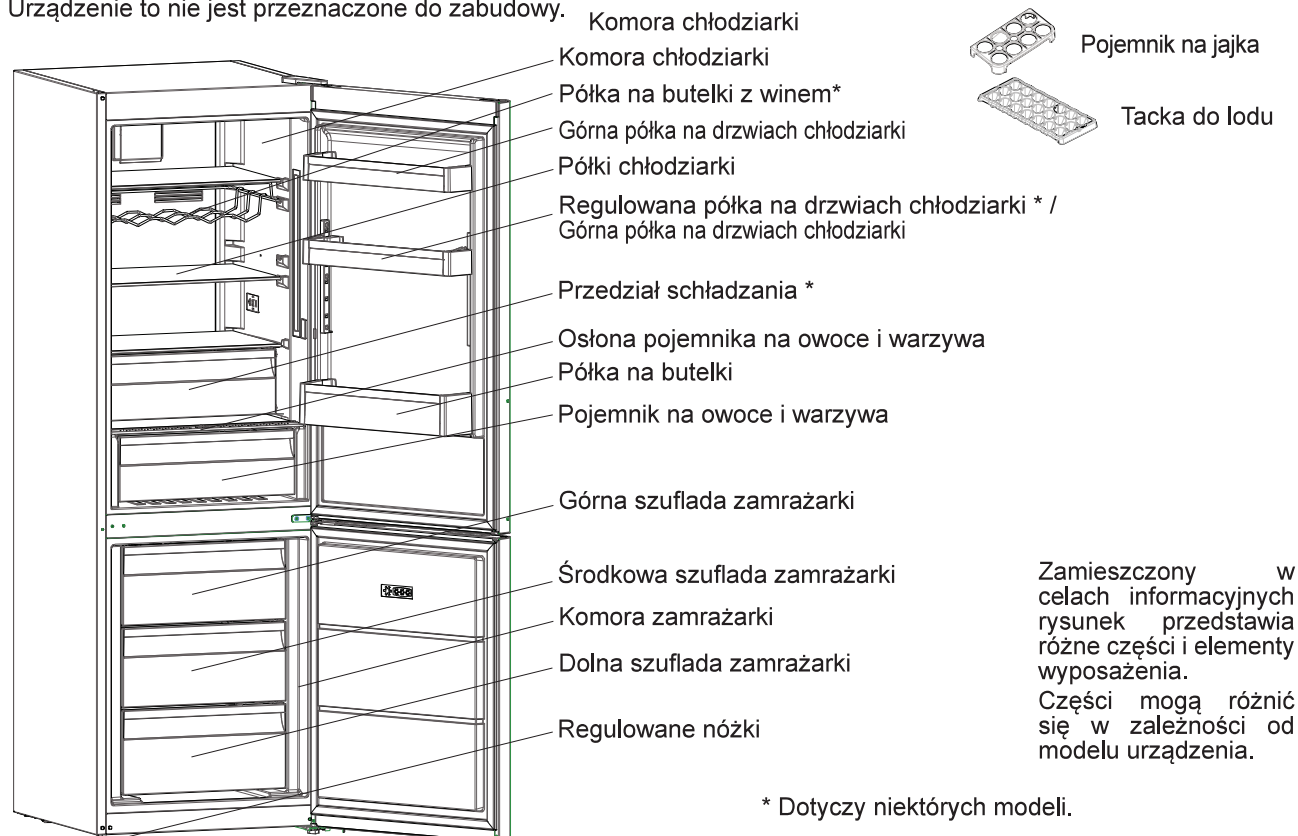 Urządzenie to nie jest przeznaczone do zabudowy.
Komora chłodziarki
Komora chłodziarki
Półka na butelki z winem*
Górna półka na drzwiach chłodziarki
Półki chłodziarki
Regulowana półka na drzwiach chłodziarki * /
Górna półka na drzwiach chłodziarki
Przedział schładzania *
Osłona pojemnika na owoce i warzywa
Półka na butelki
Pojemnik na owoce i warzywa
Górna szuflada zamrażarki
Środkowa szuflada zamrażarki
Komora zamrażarki
Dolna szuflada zamrażarki
Regulowane nóżki
Pojemnik na jajka
Tacka do lodu
Zamieszczony w
celach informacyjnych
rysunek przedstawia
różne części i elementy
wyposażenia.
Części mogą różnić
się w zależności od
modelu urządzenia.
* Dotyczy niektórych modeli.